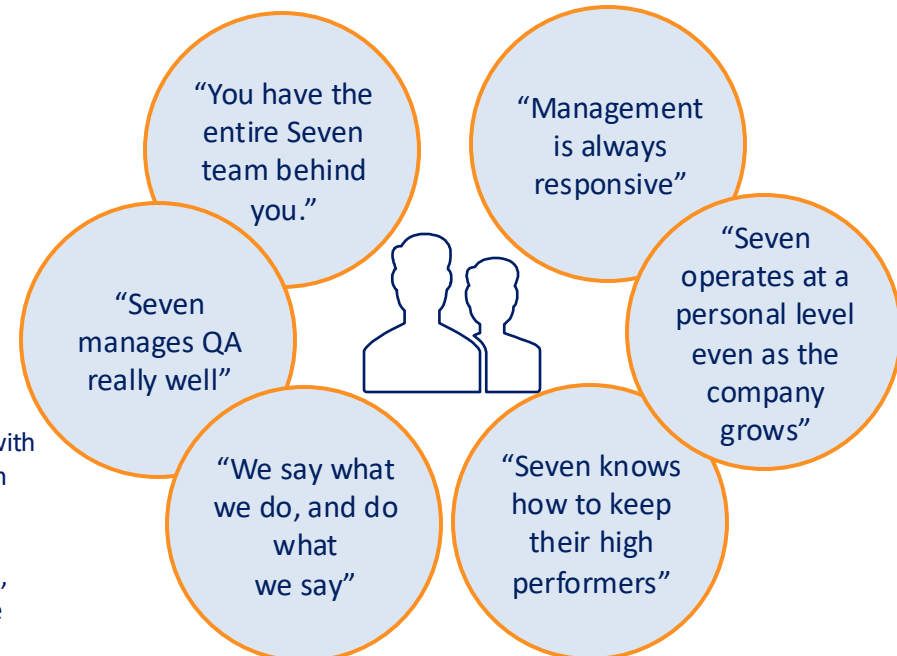 “You have the
entire Seven
team behind
you.”
“Management
is always
responsive”
“Seven
operates at a
personal level
even as the
company
grows”
“Seven
manages QA
really well”
“We say what
we do, and do
what
we say”
“Seven knows
how to keep
their high
performers”
with